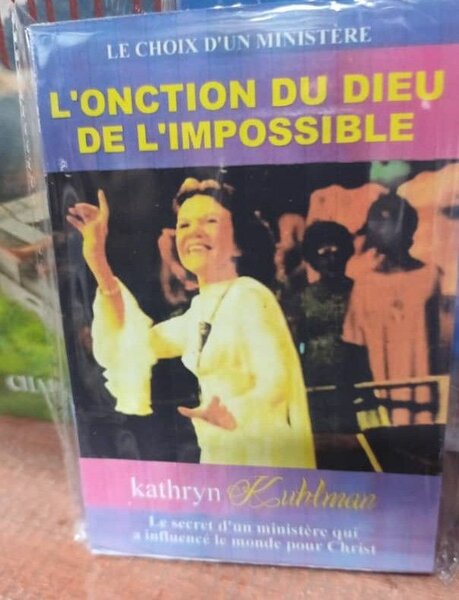 LE CHOIX D'UN MINISTÈRE
L'ONCTION DU DIEU
DE L'IMPOSSIBLE
kathryn Kuhlman
Le secret d'un ministère qui
a influencé le monde pour Christ
CHA